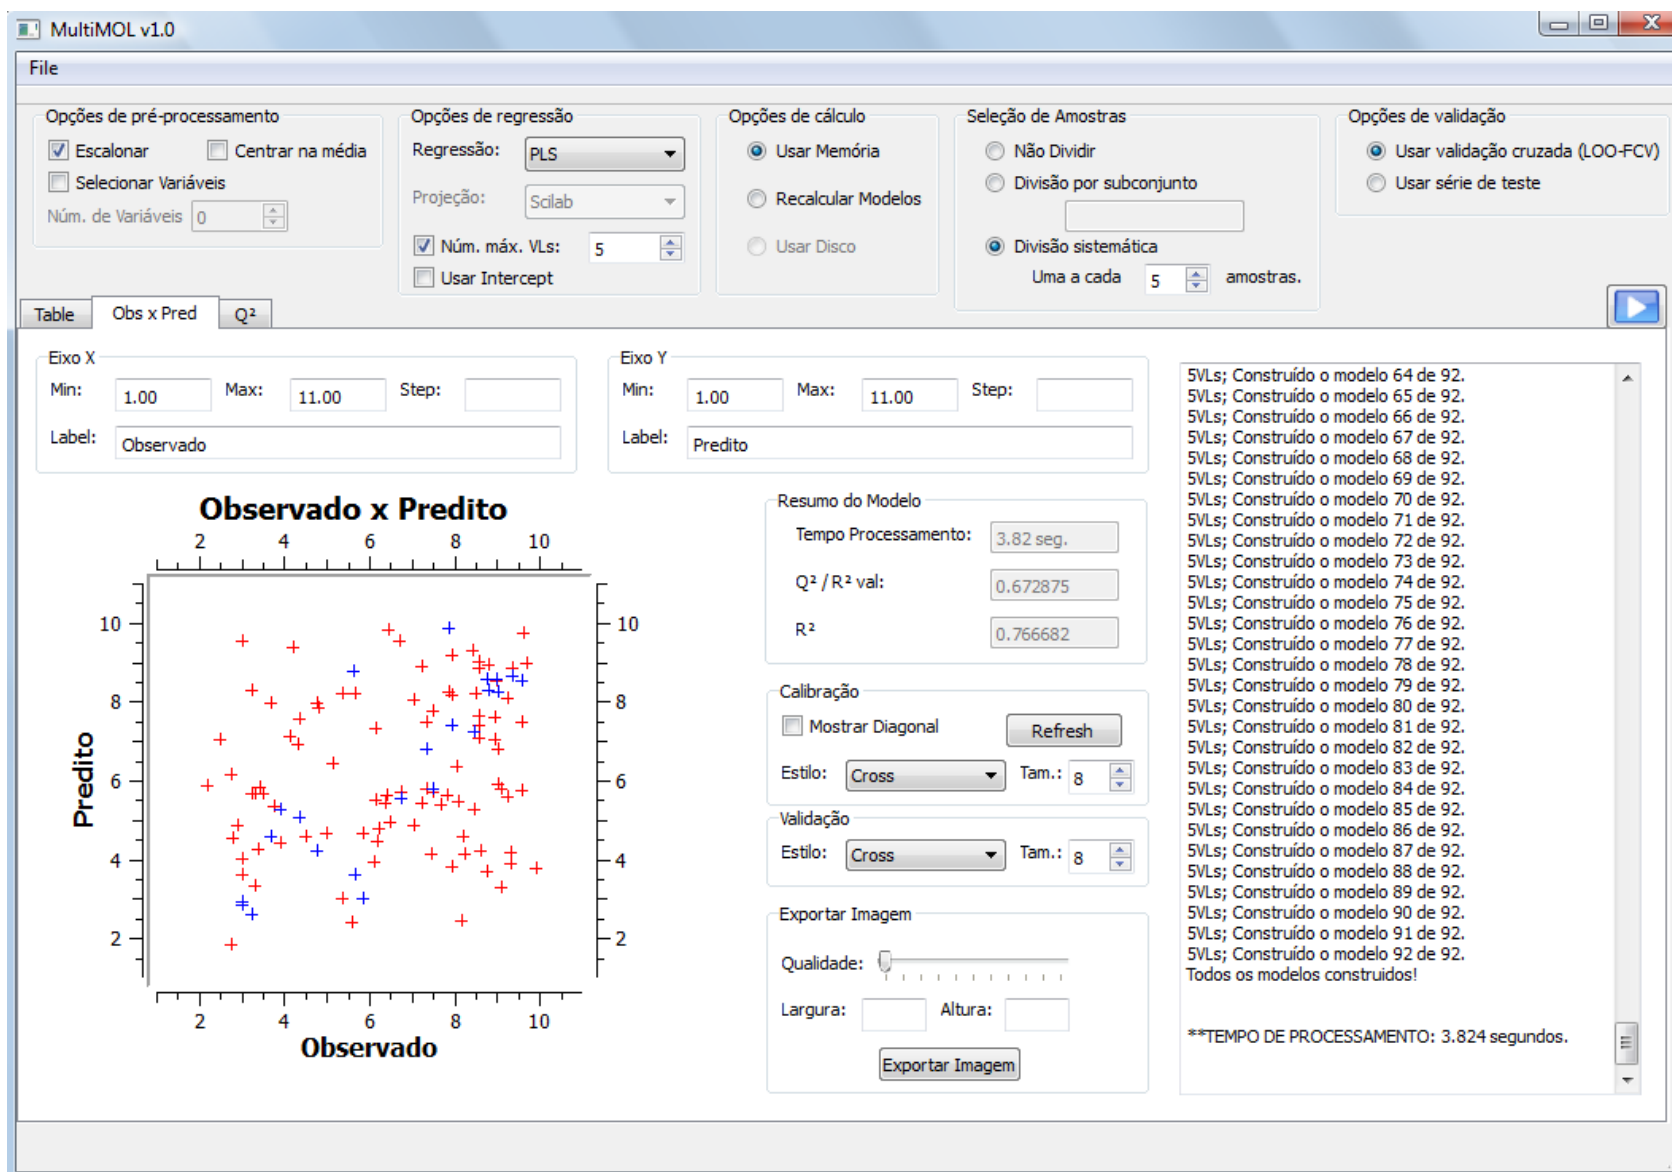 MultiMOL v1.0
File
Opções de pré-processamento
Escalonar
Centrar na média
Selecionar Variáveis
Núm. de Variáveis 0
Opções de regressão
Regressão: PLS
Projeção: Scilab
Núm. máx. VLs: 5
Usar Intercept
Opções de cálculo
Usar Memória
Recalcular Modelos
Usar Disco
Seleção de Amostras
Não Dividir
Divisão por subconjunto
Divisão sistemática
Uma a cada 5 amostras.
Opções de validação
Usar validação cruzada (LOO-FCV)
Usar série de teste
Table
Obs x Pred
Q²
Eixo X
Min: 1.00 Max: 11.00 Step:
Label: Observado
Eixo Y
Min: 1.00 Max: 11.00 Step:
Label: Predito
Observado x Predito
2 4 6 8 10
10 10
8 8
6 6
4 4
2 2
Predito
2 4 6 8 10
Observado
Resumo do Modelo
Tempo Processamento: 3.82 seg.
Q² / R² val: 0.672875
R² 0.766682
Calibração
Mostrar Diagonal
Refresh
Estilo: Cross Tam.: 8
Validação
Estilo: Cross Tam.: 8
Exportar Imagem
Qualidade:
Largura: Altura:
Exportar Imagem
5VLs; Construído o modelo 64 de 92.
5VLs; Construído o modelo 65 de 92.
5VLs; Construído o modelo 66 de 92.
5VLs; Construído o modelo 67 de 92.
5VLs; Construído o modelo 68 de 92.
5VLs; Construído o modelo 69 de 92.
5VLs; Construído o modelo 70 de 92.
5VLs; Construído o modelo 71 de 92.
5VLs; Construído o modelo 72 de 92.
5VLs; Construído o modelo 73 de 92.
5VLs; Construído o modelo 74 de 92.
5VLs; Construído o modelo 75 de 92.
5VLs; Construído o modelo 76 de 92.
5VLs; Construído o modelo 77 de 92.
5VLs; Construído o modelo 78 de 92.
5VLs; Construído o modelo 79 de 92.
5VLs; Construído o modelo 80 de 92.
5VLs; Construído o modelo 81 de 92.
5VLs; Construído o modelo 82 de 92.
5VLs; Construído o modelo 83 de 92.
5VLs; Construído o modelo 84 de 92.
5VLs; Construído o modelo 85 de 92.
5VLs; Construído o modelo 86 de 92.
5VLs; Construído o modelo 87 de 92.
5VLs; Construído o modelo 88 de 92.
5VLs; Construído o modelo 89 de 92.
5VLs; Construído o modelo 90 de 92.
5VLs; Construído o modelo 91 de 92.
5VLs; Construído o modelo 92 de 92.
Todos os modelos construidos!
**TEMPO DE PROCESSAMENTO: 3.824 segundos.